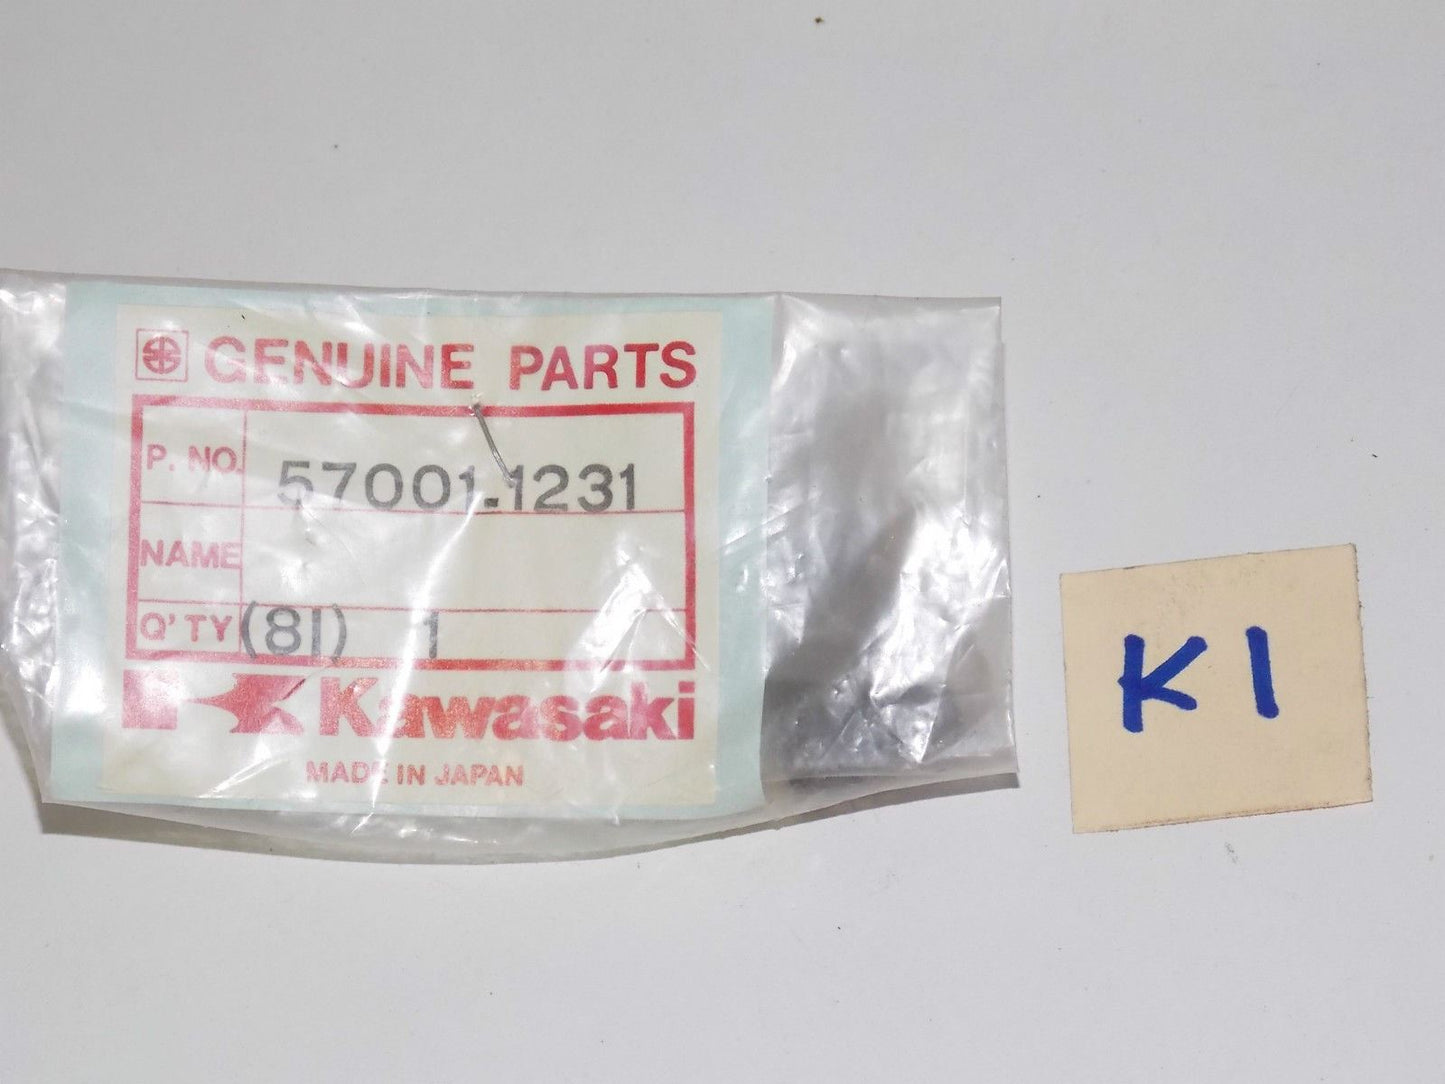 GENUINE PARTS
P. NO. 57001-1231
NAME
Q'TY (81) 1
Kawasaki
MADE IN JAPAN
K1